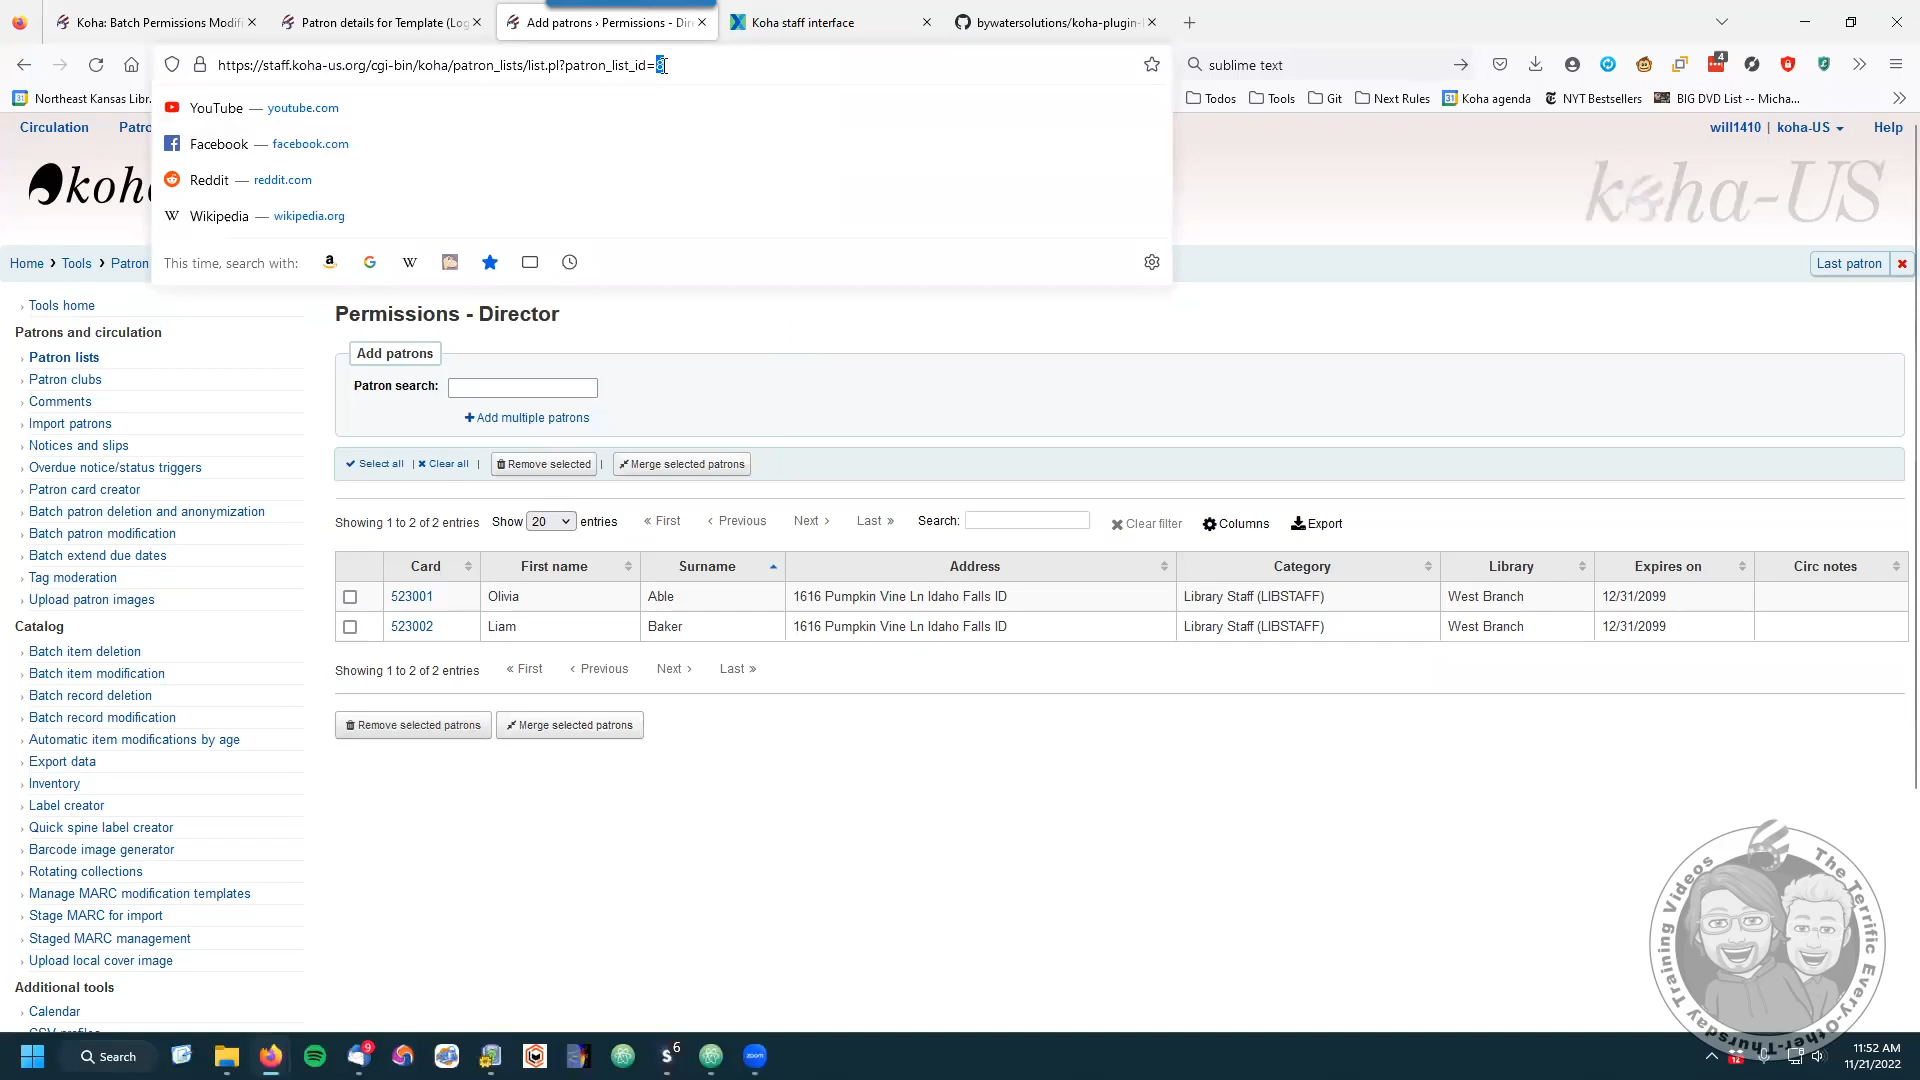 Koha: Batch Permissions Modifi
Patron details for Template (Log
Add patrons › Permissions - Dir
Koha staff interface
bywatersolutions/koha-plugin-
https://staff.koha-us.org/cgi-bin/koha/patron_lists/list.pl?patron_list_id=
sublime text
4
Northeast Kansas Libr.
Todos
Tools
Git
Next Rules
Koha agenda
NYT Bestsellers
BIG DVD List -- Micha...
YouTube — youtube.com
Facebook — facebook.com
Reddit — reddit.com
Wikipedia — wikipedia.org
This time, search with:
Circulation
Patro
will1410 | koha-US
Help
koha
koha-US
Home › Tools › Patron
Last patron
Tools home
Patrons and circulation
Patron lists
Patron clubs
Comments
Import patrons
Notices and slips
Overdue notice/status triggers
Patron card creator
Batch patron deletion and anonymization
Batch patron modification
Batch extend due dates
Tag moderation
Upload patron images
Catalog
Batch item deletion
Batch item modification
Batch record deletion
Batch record modification
Automatic item modifications by age
Export data
Inventory
Label creator
Quick spine label creator
Barcode image generator
Rotating collections
Manage MARC modification templates
Stage MARC for import
Staged MARC management
Upload local cover image
Additional tools
Calendar
CSV profiles
Permissions - Director
Add patrons
Patron search:
+ Add multiple patrons
Select all | Clear all | Remove selected | Merge selected patrons
Showing 1 to 2 of 2 entries Show 20 entries « First ‹ Previous Next › Last » Search: Clear filter Columns Export
Card First name Surname Address Category Library Expires on Circ notes
523001 Olivia Able 1616 Pumpkin Vine Ln Idaho Falls ID Library Staff (LIBSTAFF) West Branch 12/31/2099
523002 Liam Baker 1616 Pumpkin Vine Ln Idaho Falls ID Library Staff (LIBSTAFF) West Branch 12/31/2099
Showing 1 to 2 of 2 entries « First ‹ Previous Next › Last »
Remove selected patrons Merge selected patrons
The Terrific Every-Other-Thursday Training Videos
Search
9
6
zoom
12
11:52 AM
11/21/2022